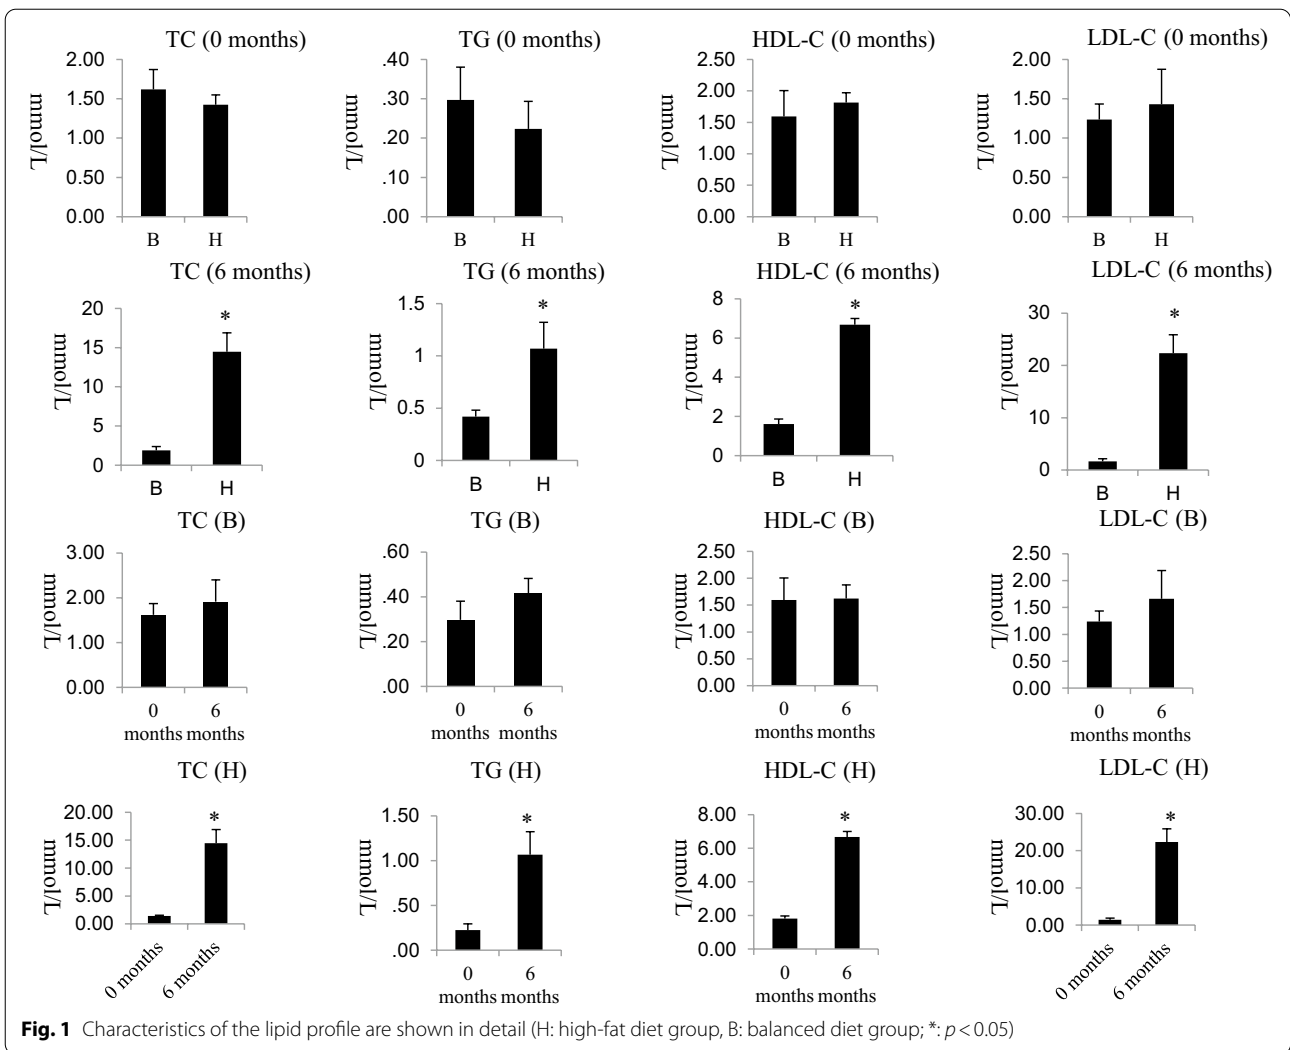 TC (0 months)
2.00
1.50
1.00
0.50
0.00
mmol/L
B H
TG (0 months)
.40
.30
.20
.10
.00
mmol/L
B H
HDL-C (0 months)
2.50
2.00
1.50
1.00
0.50
0.00
mmol/L
B H
LDL-C (0 months)
2.00
1.50
1.00
0.50
0.00
mmol/L
B H
TC (6 months)
20
15
10
5
0
mmol/L
*
B H
TG (6 months)
1.5
1
0.5
0
mmol/L
*
B H
HDL-C (6 months)
8
6
4
2
0
mmol/L
*
B H
LDL-C (6 months)
30
20
10
0
mmol/L
*
B H
TC (B)
3.00
2.00
1.00
0.00
mmol/L
0 6
months months
TG (B)
.60
.40
.20
.00
mmol/L
0 6
months months
HDL-C (B)
2.50
2.00
1.50
1.00
0.50
0.00
mmol/L
0 6
months months
LDL-C (B)
2.50
2.00
1.50
1.00
0.50
0.00
mmol/L
0 6
months months
TC (H)
20.00
15.00
10.00
5.00
0.00
mmol/L
*
0 months
6 months
TG (H)
1.50
1.00
.50
.00
mmol/L
*
0 6
months months
HDL-C (H)
8.00
6.00
4.00
2.00
0.00
mmol/L
*
0 6
months months
LDL-C (H)
30.00
20.00
10.00
0.00
mmol/L
*
0 months
6 months
Fig. 1 Characteristics of the lipid profile are shown in detail (H: high-fat diet group, B: balanced diet group; *: p < 0.05)